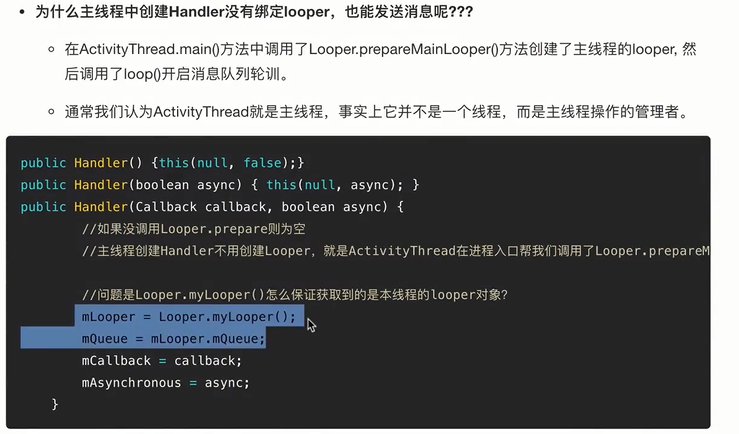 • 为什么主线程中创建Handler没有绑定looper，也能发送消息呢???
○ 在ActivityThread.main()方法中调用了Looper.prepareMainLooper()方法创建了主线程的looper, 然
后调用了loop()开启消息队列轮训。
○ 通常我们认为ActivityThread就是主线程，事实上它并不是一个线程，而是主线程操作的管理者。
public Handler() {this(null, false);}
public Handler(boolean async) { this(null, async); }
public Handler(Callback callback, boolean async) {
//如果没调用Looper.prepare则为空
//主线程创建Handler不用创建Looper，就是ActivityThread在进程入口帮我们调用了Looper.prepareM
//问题是Looper.myLooper()怎么保证获取到的是本线程的looper对象?
mLooper = Looper.myLooper();
mQueue = mLooper.mQueue;
mCallback = callback;
mAsynchronous = async;
}